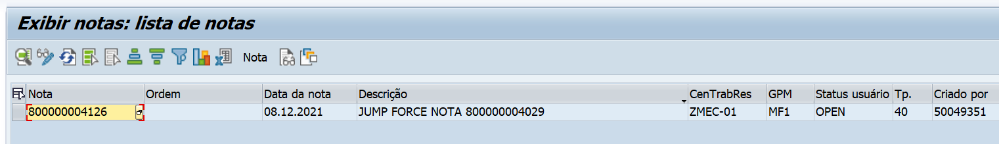 Exibir notas: lista de notas
Nota
Nota Ordem Data da nota Descrição CenTrabRes GPM Status usuário Tp. Criado por
800000004126 08.12.2021 JUMP FORCE NOTA 800000004029 ZMEC-01 MF1 OPEN 40 50049351